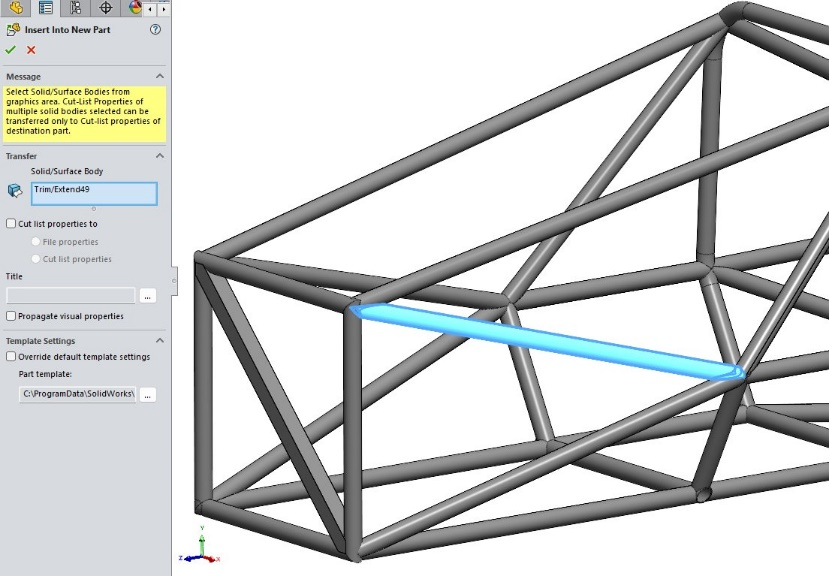 Insert Into New Part
Message
Select Solid/Surface Bodies from
graphics area. Cut-List Properties of
multiple solid bodies selected can be
transferred only to Cut-list properties of
destination part.
Transfer
Solid/Surface Body
Trim/Extend49
Cut list properties to
File properties
Cut list properties
Title
...
Propagate visual properties
Template Settings
Override default template settings
Part template:
C:\ProgramData\SolidWorks\ ...
Y
Z X